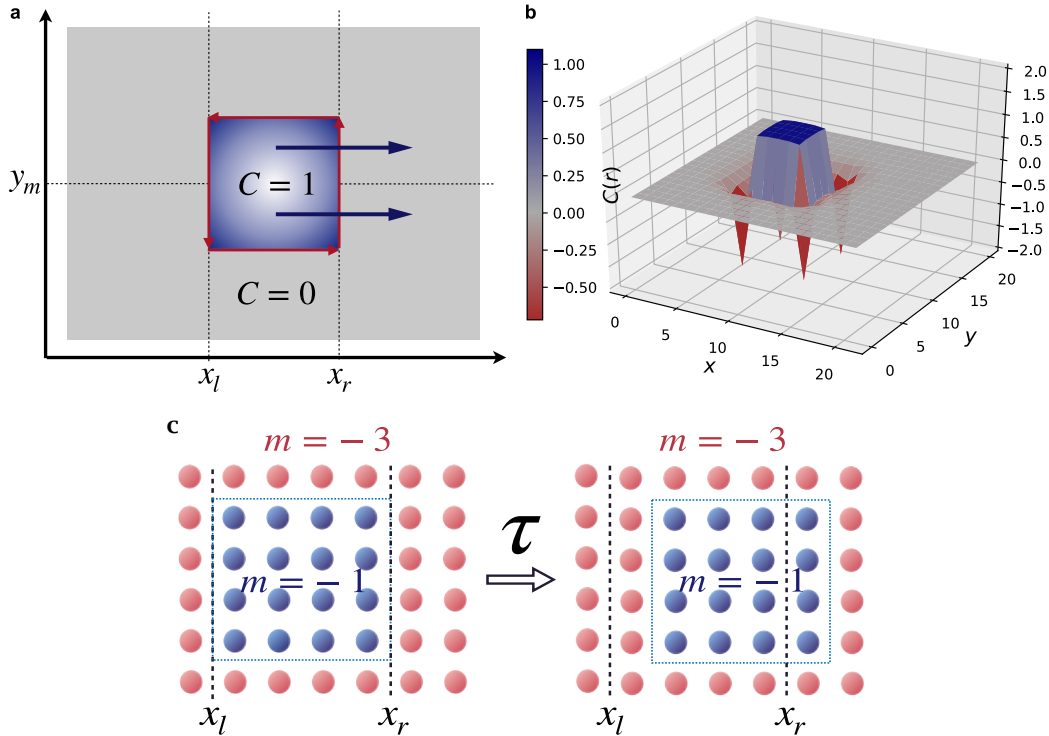 a
C = 1
y_m
C = 0
x_l
x_r
b
1.00
0.75
0.50
0.25
0.00
−0.25
−0.50
C(r)
2.0
1.5
1.0
0.5
0.0
−0.5
−1.0
−1.5
−2.0
0
5
10
15
20
x
0
5
10
15
20
y
c
m = − 3
m = − 1
x_l
x_r
τ
m = − 3
m = − 1
x_l
x_r